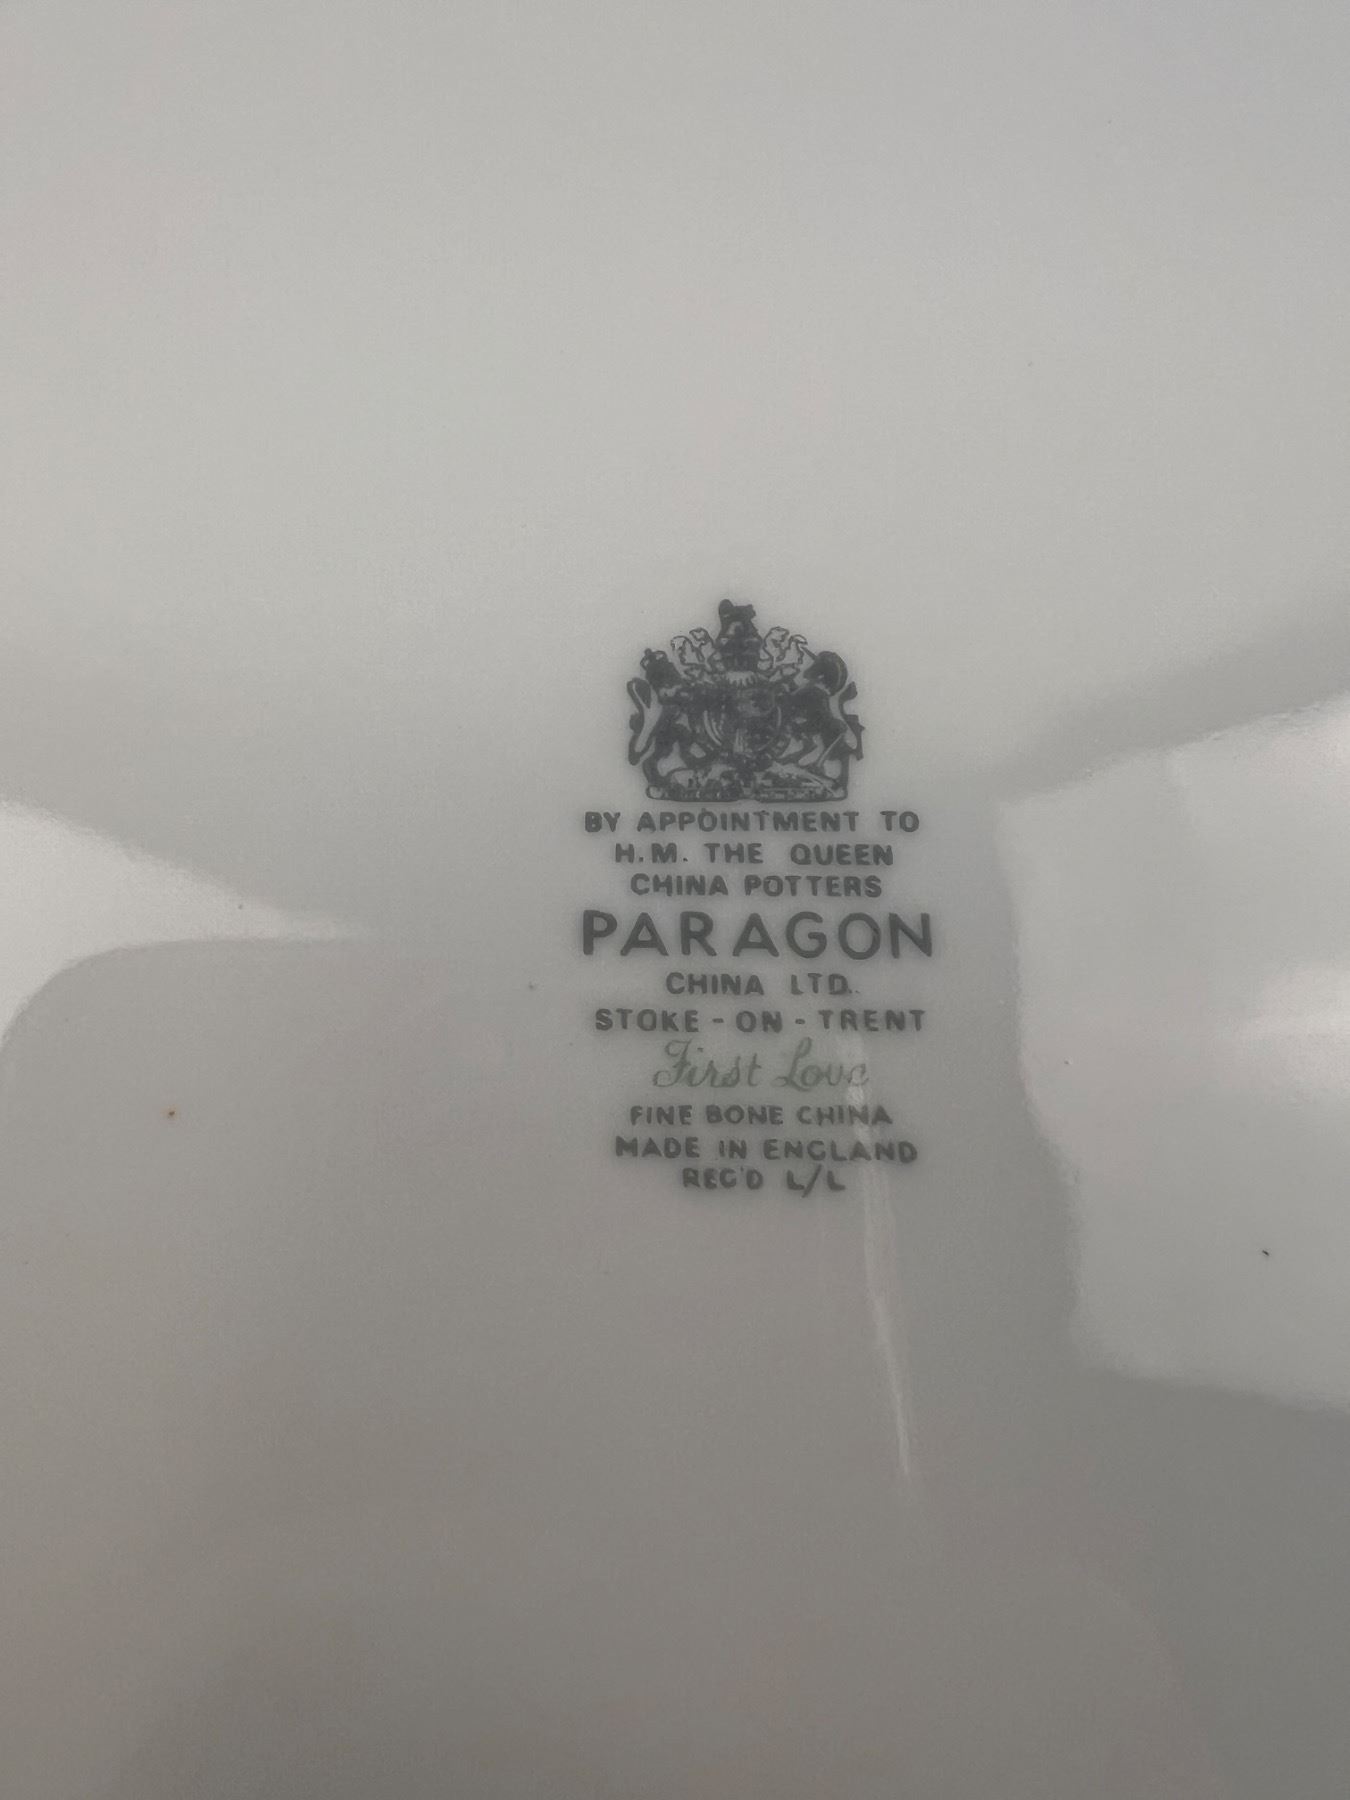 BY APPOINTMENT TO
H.M. THE QUEEN
CHINA POTTERS
PARAGON
CHINA LTD.
STOKE-ON-TRENT
First Love
FINE BONE CHINA
MADE IN ENGLAND
REG'D L/L